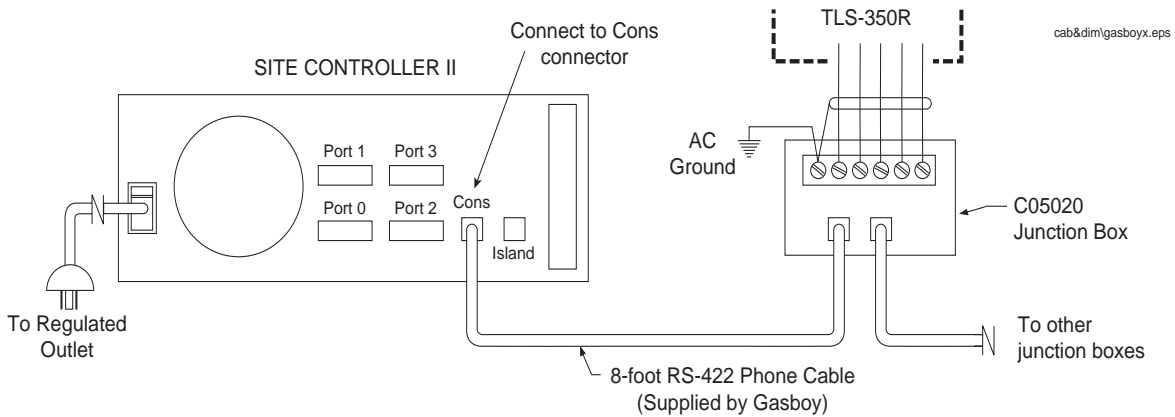 TLS-350R
cab&dim\gasboyx.eps
Connect to Cons
connector
SITE CONTROLLER II
AC
Ground
Port 1
Port 3
Port 0
Port 2
Cons
Island
C05020
Junction Box
To Regulated
Outlet
To other
junction boxes
8-foot RS-422 Phone Cable
(Supplied by Gasboy)